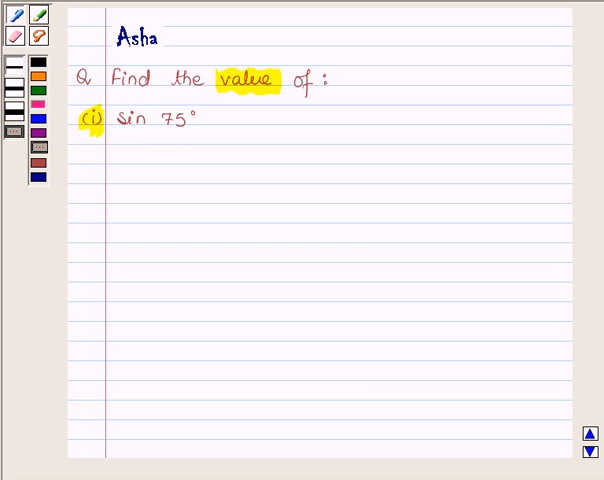 Asha
Q Find the value of :
(i) sin 75°